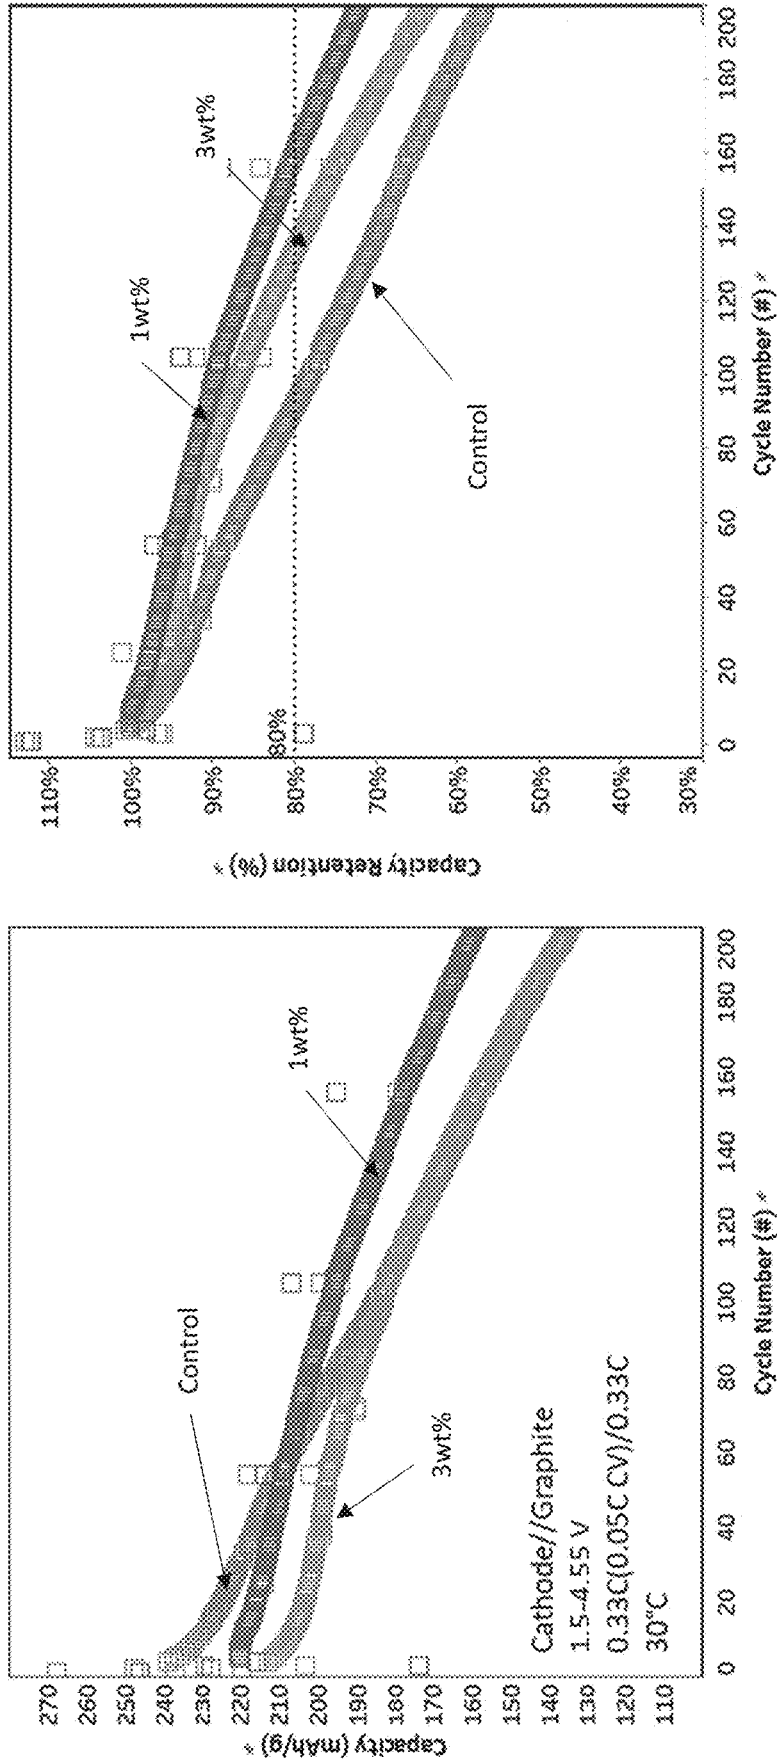 Capacity (mAh/g) *
270
260
250
240
230
220
210
200
190
180
170
160
150
140
130
120
110
Control
1wt%
3wt%
Cathode//Graphite
1.5-4.55 V
0.33C(0.05C CV)/0.33C
30°C
0 20 40 60 80 100 120 140 160 180 200
Cycle Number (#) *
Capacity Retention (%) *
110%
100%
90%
80%
70%
60%
50%
40%
30%
80%
1wt%
3wt%
Control
0 20 40 60 80 100 120 140 160 180 200
Cycle Number (#) *